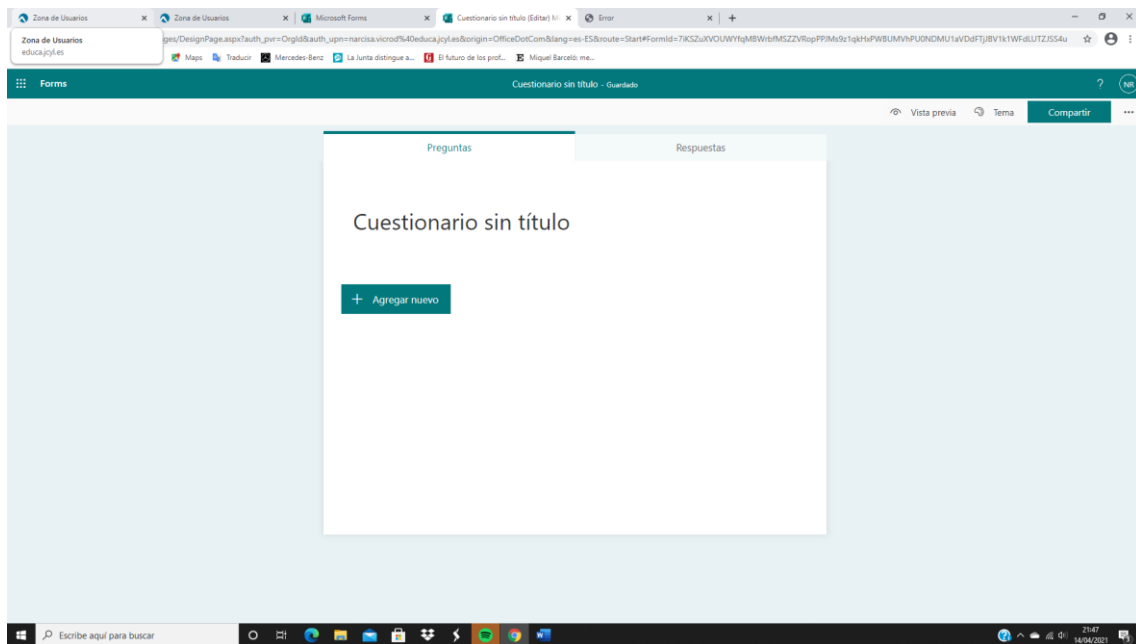 Zona de Usuarios
Zona de Usuarios
Microsoft Forms
Cuestionario sin título (Editar) Mi
Error
Zona de Usuarios
educa.jcyl.es
Maps
Traducir
Mercedes-Benz
La Junta distingue a...
El futuro de los prof...
Miquel Barceló: me...
Forms
Cuestionario sin título - Guardado
?
NR
Vista previa
Tema
Compartir
Preguntas
Respuestas
Cuestionario sin título
Agregar nuevo
Escribe aquí para buscar
21:47
14/04/2021